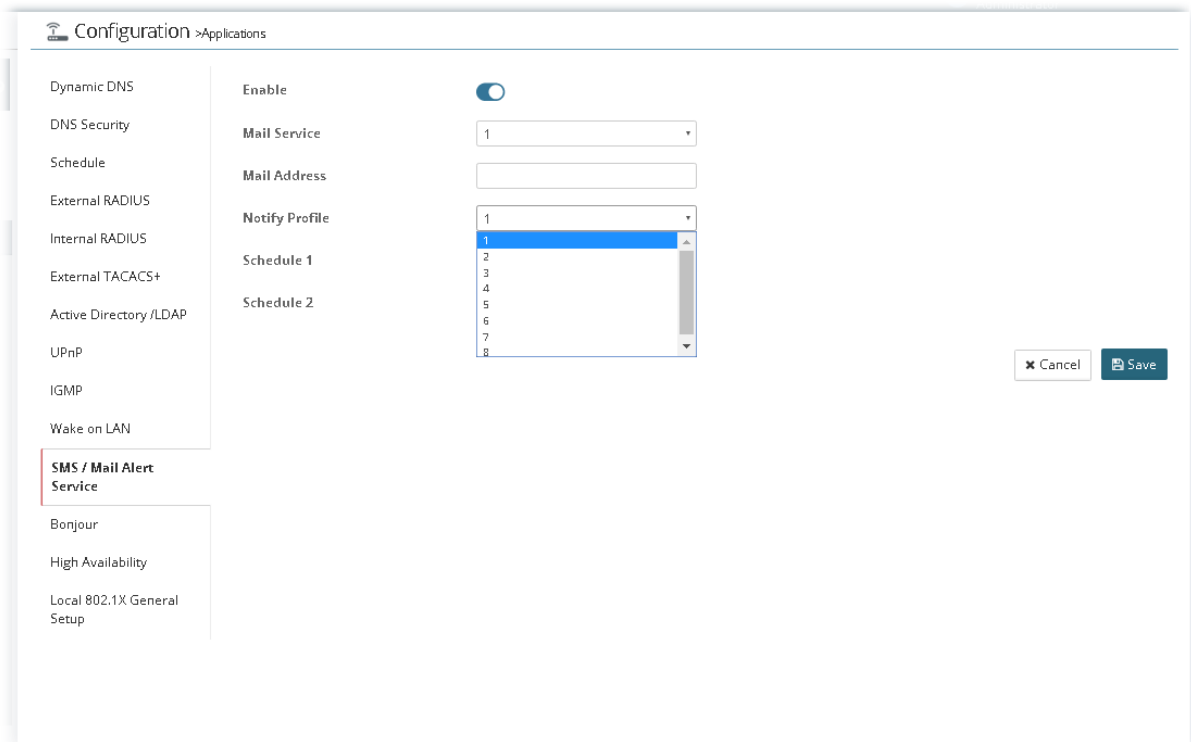 Configuration >Applications
Dynamic DNS
DNS Security
Schedule
External RADIUS
Internal RADIUS
External TACACS+
Active Directory /LDAP
UPnP
IGMP
Wake on LAN
SMS / Mail Alert
Service
Bonjour
High Availability
Local 802.1X General
Setup
Enable
Mail Service
1
Mail Address
Notify Profile
1
1
2
3
4
5
6
7
8
Schedule 1
Schedule 2
Cancel
Save